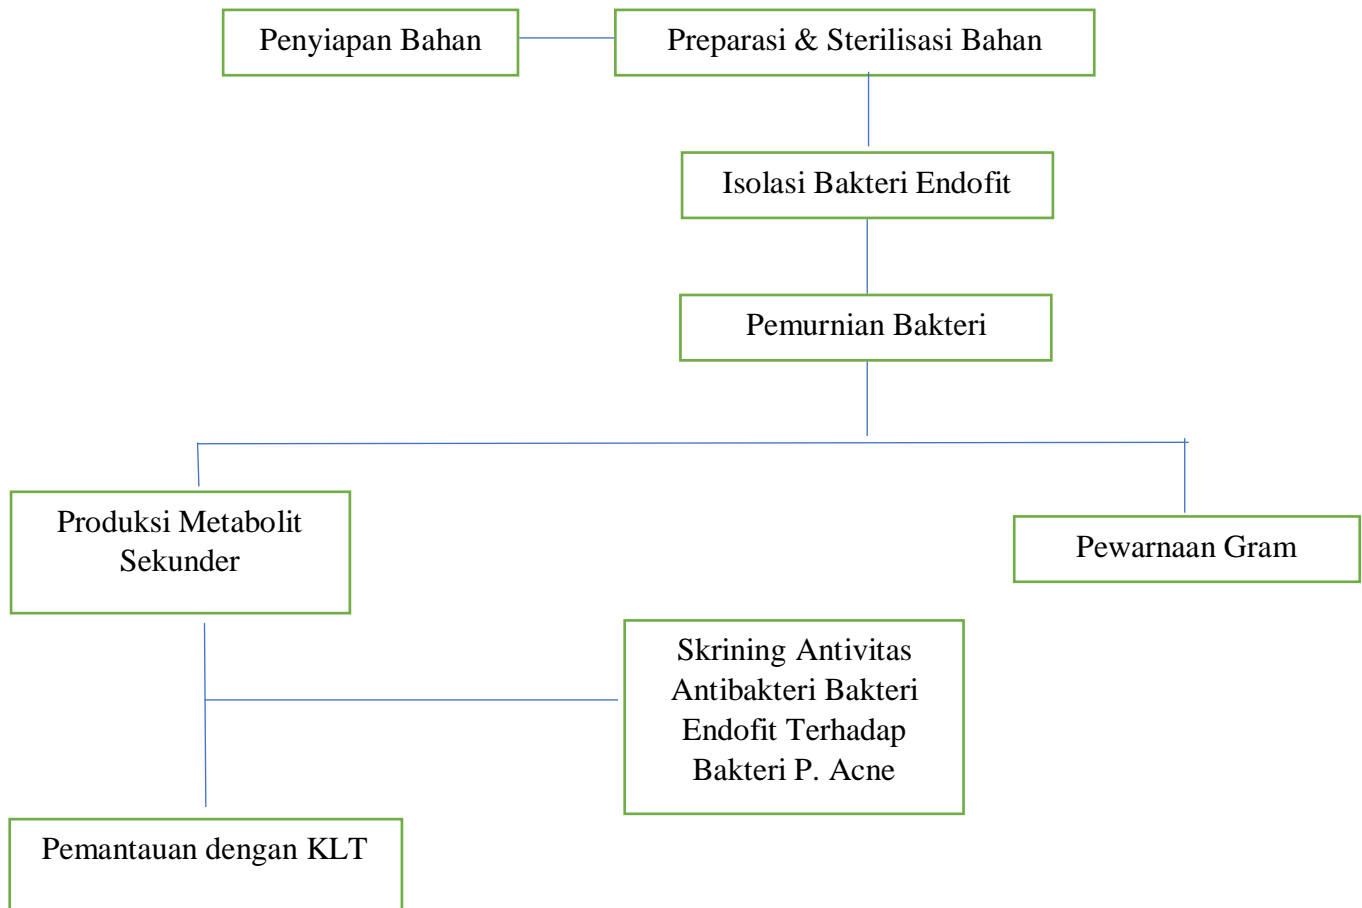 Penyiapan Bahan
Preparasi & Sterilisasi Bahan
Isolasi Bakteri Endofit
Pemurnian Bakteri
Produksi Metabolit
Sekunder
Pewarnaan Gram
Skrining Antivitas
Antibakteri Bakteri
Endofit Terhadap
Bakteri P. Acne
Pemantauan dengan KLT